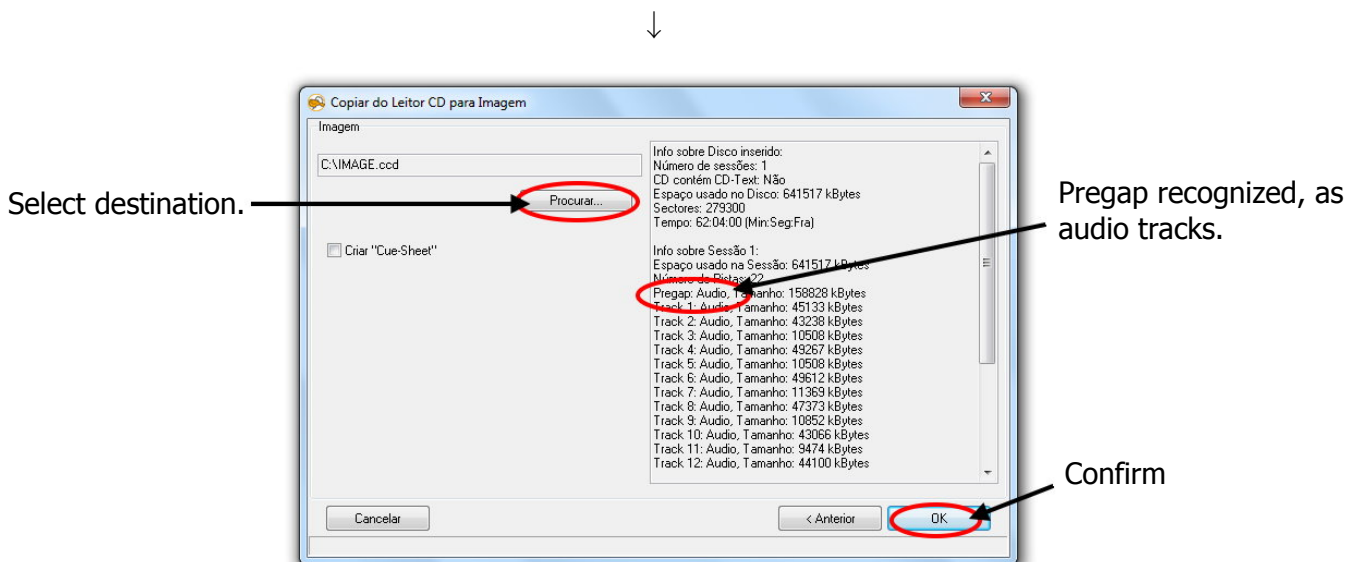 ↓
Copiar do Leitor CD para Imagem
Imagem
C:\IMAGE.ccd
Procurar...
Criar "Cue-Sheet"
Info sobre Disco inserido:
Número de sessões: 1
CD contém CD-Text: Não
Espaço usado no Disco: 641517 kBytes
Sectores: 279300
Tempo: 62:04:00 (Min:Seg:Fra)
Info sobre Sessão 1:
Espaço usado na Sessão: 641517 kBytes
Número de Pistas: 22
Pregap: Audio, Tamanho: 158828 kBytes
Track 1: Audio, Tamanho: 45133 kBytes
Track 2: Audio, Tamanho: 43238 kBytes
Track 3: Audio, Tamanho: 10508 kBytes
Track 4: Audio, Tamanho: 49267 kBytes
Track 5: Audio, Tamanho: 10508 kBytes
Track 6: Audio, Tamanho: 49612 kBytes
Track 7: Audio, Tamanho: 11369 kBytes
Track 8: Audio, Tamanho: 47373 kBytes
Track 9: Audio, Tamanho: 10852 kBytes
Track 10: Audio, Tamanho: 43066 kBytes
Track 11: Audio, Tamanho: 9474 kBytes
Track 12: Audio, Tamanho: 44100 kBytes
Select destination.
Pregap recognized, as
audio tracks.
Confirm
Cancelar
< Anterior
OK